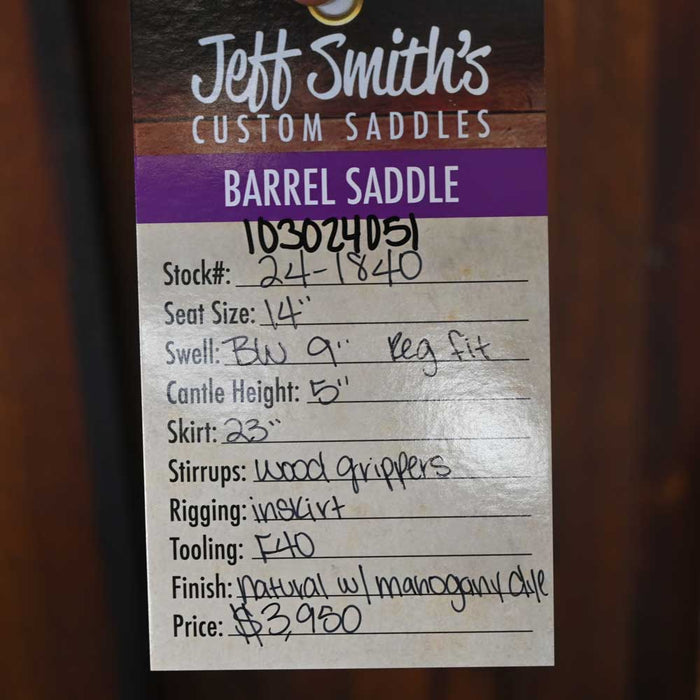 Jeff Smith's
CUSTOM SADDLES
BARREL SADDLE
103024051
Stock#: 24-1840
Seat Size: 14"
Swell: BW 9" Reg fit
Cantle Height: 5"
Skirt: 23"
Stirrups: wood grippers
Rigging: inskirt
Tooling: F40
Finish: natural w/ mahogany dye
Price: $3,950